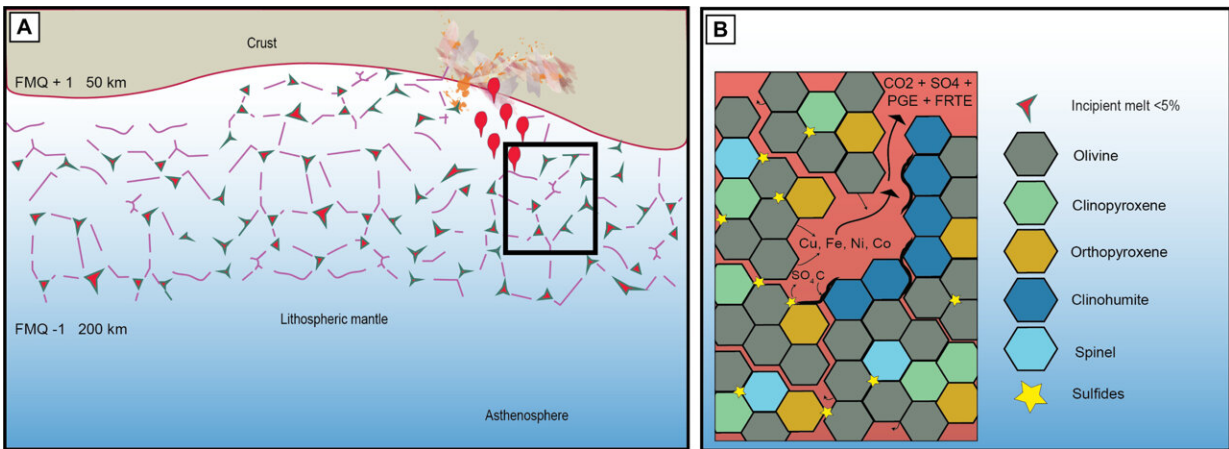 A
Crust
FMQ + 1 50 km
FMQ -1 200 km
Lithospheric mantle
Asthenosphere
B
CO2 + SO4 +
PGE + FRTE
Cu, Fe, Ni, Co
SO4 C
Incipient melt <5%
Olivine
Clinopyroxene
Orthopyroxene
Clinohumite
Spinel
Sulfides